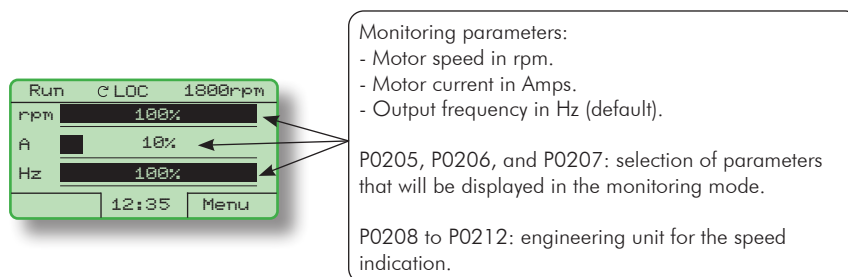 Run ↻LOC 1800rpm
rpm 100%
A 10%
Hz 100%
12:35 Menu
Monitoring parameters:
- Motor speed in rpm.
- Motor current in Amps.
- Output frequency in Hz (default).
P0205, P0206, and P0207: selection of parameters
that will be displayed in the monitoring mode.
P0208 to P0212: engineering unit for the speed
indication.